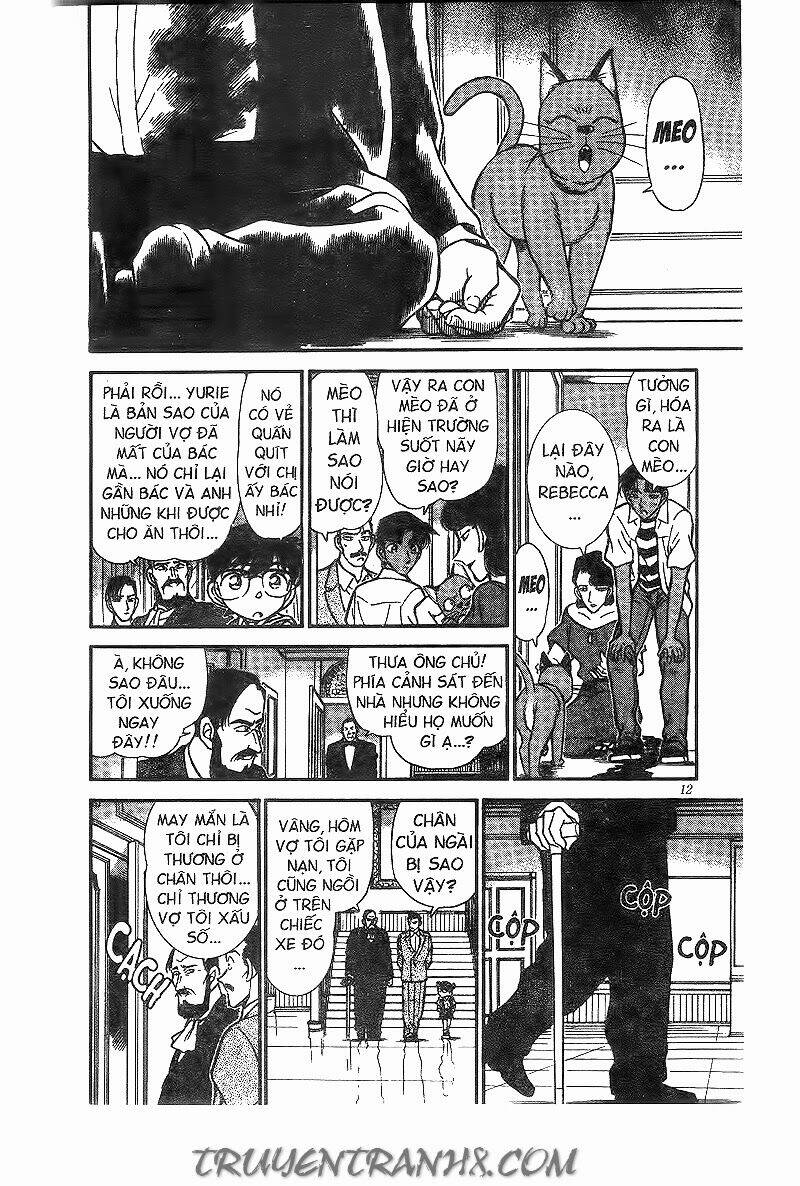 MEO
...
TƯỞNG
GÌ, HÓA
RA LÀ
CON
MÈO...
LẠI ĐÂY
NÀO,
REBECCA
...
MEO
...
VẬY RA CON
MÈO ĐÃ Ở
HIỆN TRƯỜNG
SUỐT NÃY
GIỜ HAY
SAO?
MÈO
THÌ LÀM
SAO
NÓI
ĐƯỢC?
NÓ
CÓ VẺ
QUẤN
QUÍT
VỚI CHỊ
ẤY BÁC
NHỈ!
PHẢI RỒI... YURIE
LÀ BẢN SAO CỦA
NGƯỜI VỢ ĐÃ
MẤT CỦA BÁC
MÀ... NÓ CHỈ LẠI
GẦN BÁC VÀ ANH
NHỮNG KHI ĐƯỢC
CHO ĂN THÔI...
THƯA ÔNG CHỦ!
PHÍA CẢNH SÁT ĐẾN
NHÀ NHƯNG KHÔNG
HIỂU HỌ MUỐN
GÌ Ạ...?
À, KHÔNG
SAO ĐÂU...
TÔI XUỐNG
NGAY
ĐÂY!!
12
CỘP
CỘP
CỘP
CHÂN
CỦA NGÀI
BỊ SAO
VẬY?
VÂNG, HÔM
VỢ TÔI GẶP
NẠN, TÔI
CŨNG NGỒI
Ở TRÊN
CHIẾC
XE ĐÓ
...
MAY MẮN LÀ
TÔI CHỈ BỊ
THƯƠNG Ở
CHÂN THÔI...
CHỈ THƯƠNG
VỢ TÔI XẤU
SỐ...
CẠCH
TRUYENTRANH8.COM